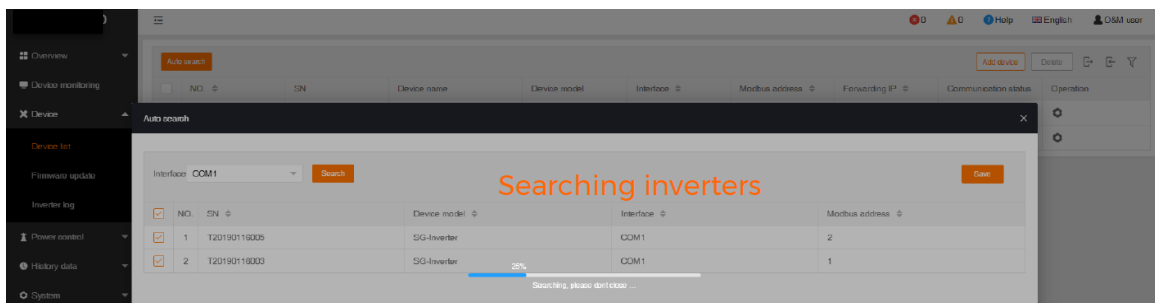 0 0 Help English O&M user
Overview
Auto search Add device Delete
Device monitoring
NO. SN Device name Device model Interface Modbus address Forwarding IP Communication status Operation
Device
Auto search
Device list
Firmware update
Interface COM1 Search Save
Searching inverters
Inverter log
NO. SN Device model Interface Modbus address
Power control
1 T20190116005 SG-Inverter COM1 2
2 T20190116003 SG-Inverter COM1 1
History data
25%
Searching, please dont close ...
System